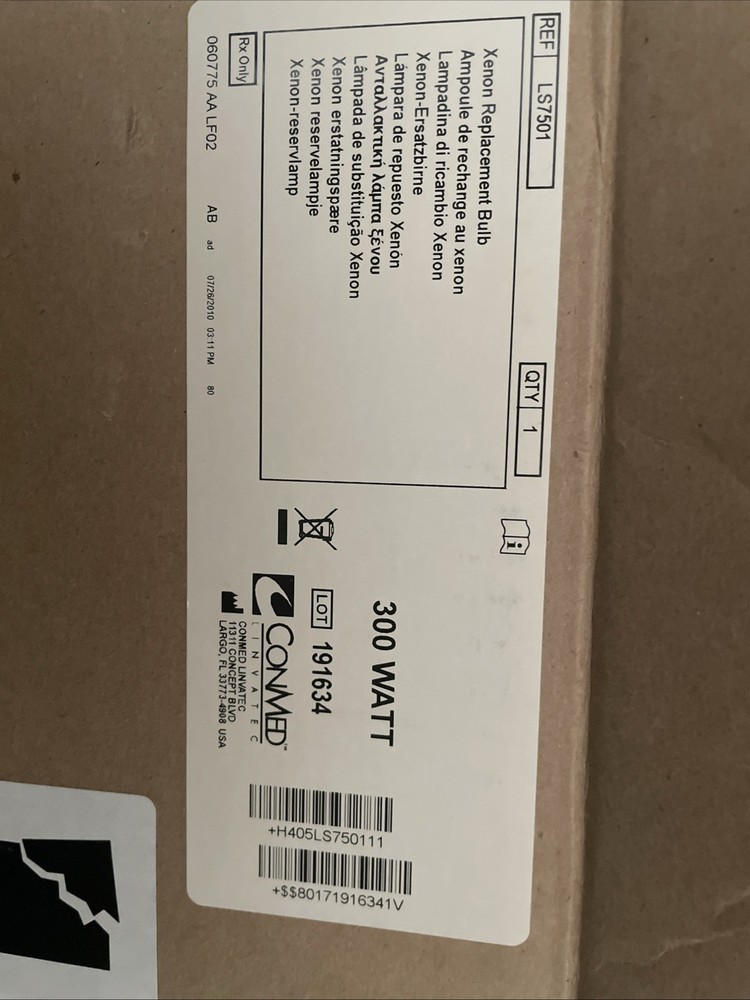 REF LS7501
QTY 1
Xenon Replacement Bulb
Ampoule de rechange au xenon
Lampadina di ricambio Xenon
Xenon-Ersatzbirne
Lámpara de repuesto Xenón
Ανταλλακτική λάμπα ξένου
Lâmpada de substituição Xenon
Xenon erstatningspære
Xenon reservelampje
Xenon-reservlamp
Rx Only
060775 AA LF02 AB ad 07/26/2010 03:11 PM 80
300 WATT
LOT 191634
CONMED™
LINVATEC
CONMED LINVATEC
11311 CONCEPT BLVD
LARGO, FL 33773-4908 USA
+H405LS750111
+$$80171916341V